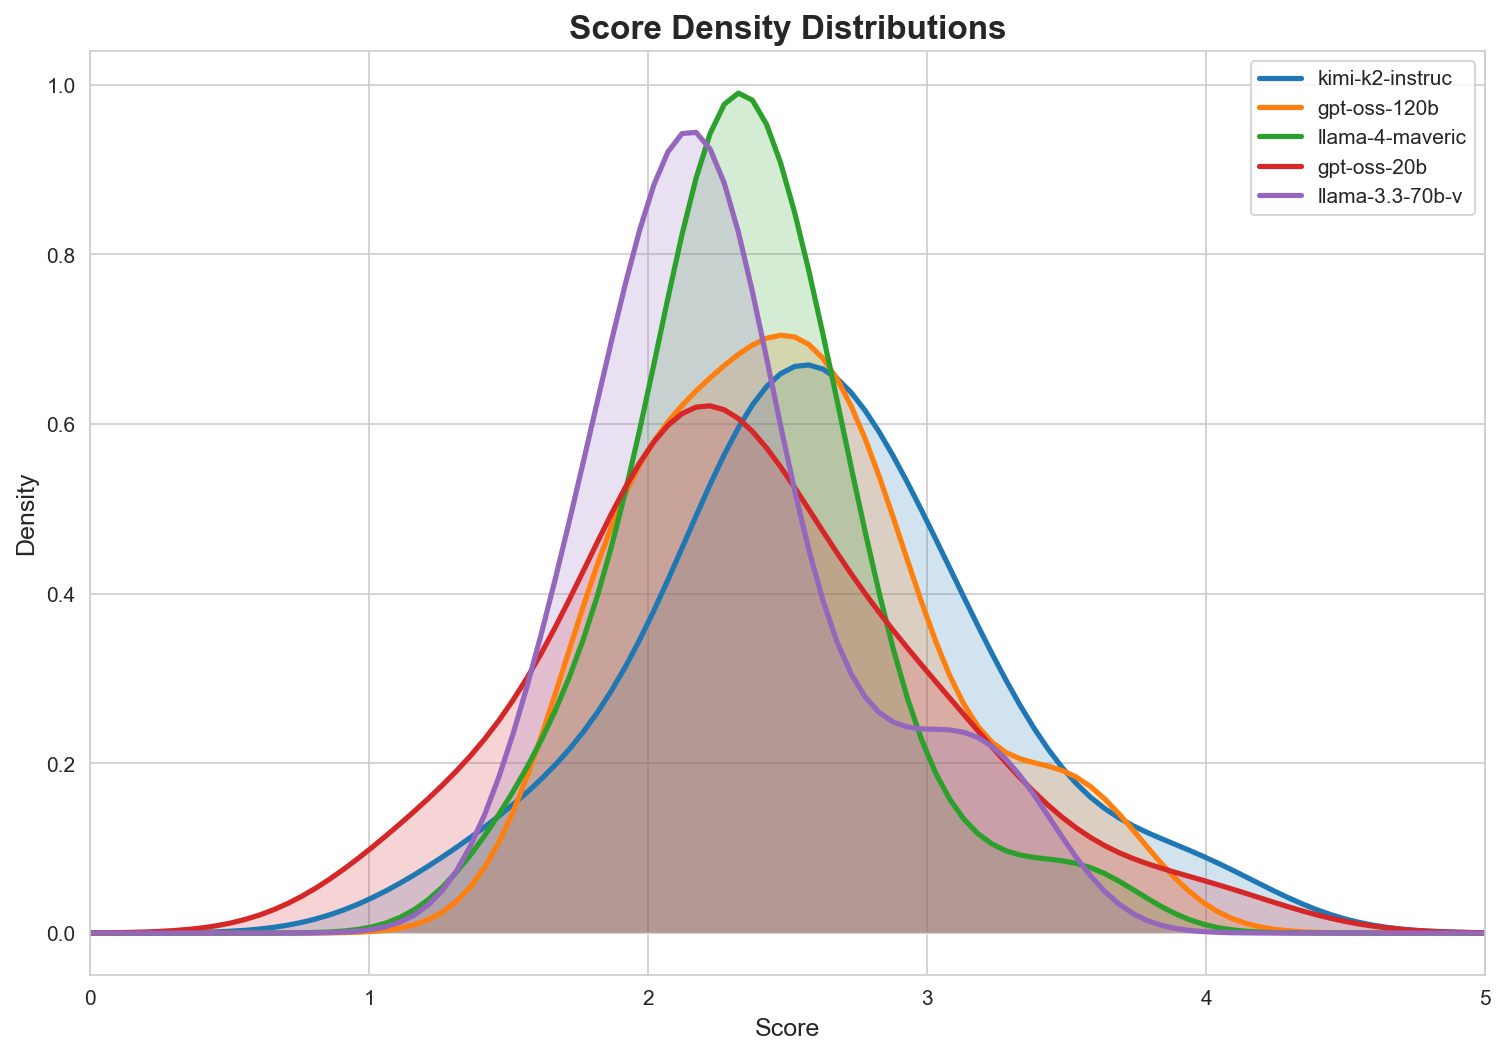 Score Density Distributions
kimi-k2-instruc
gpt-oss-120b
llama-4-maveric
gpt-oss-20b
llama-3.3-70b-v
Density
1.0
0.8
0.6
0.4
0.2
0.0
0 1 2 3 4 5
Score